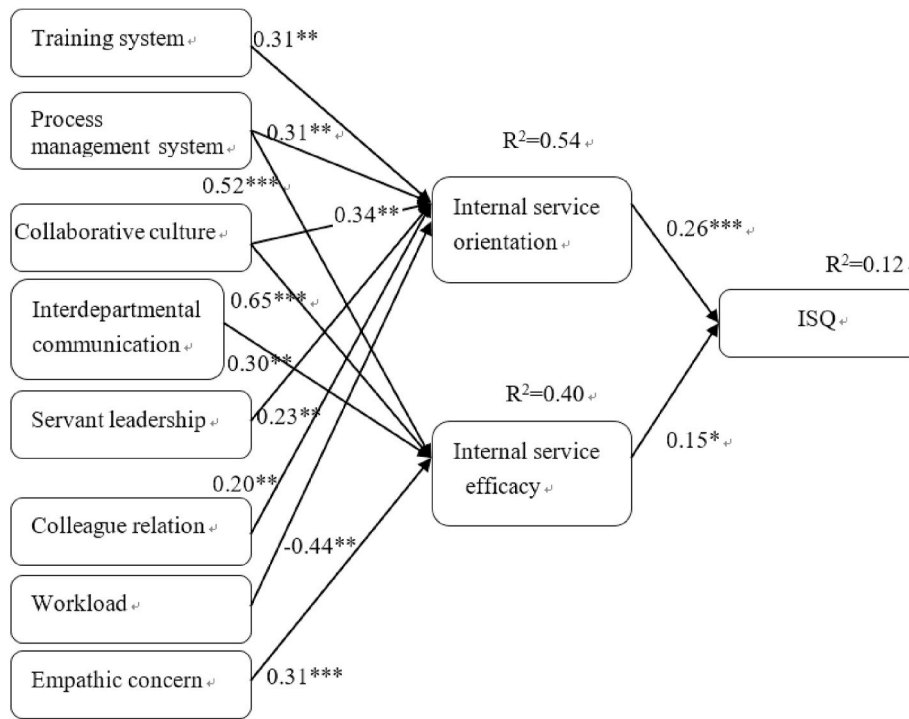 Training system
0.31**
Process
management system
0.31**
R²=0.54
0.52***
Collaborative culture
0.34**
Internal service
orientation
0.26***
R²=0.12
Interdepartmental
communication
0.65***
ISQ
0.30**
R²=0.40
Servant leadership
0.23**
Internal service
efficacy
0.15*
0.20**
Colleague relation
-0.44**
Workload
Empathic concern
0.31***